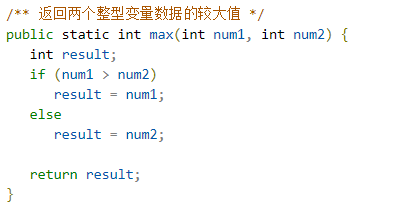 /** 返回两个整型变量数据的较大值 */
public static int max(int num1, int num2) {
   int result;
   if (num1 > num2)
      result = num1;
   else
      result = num2;

   return result;
}